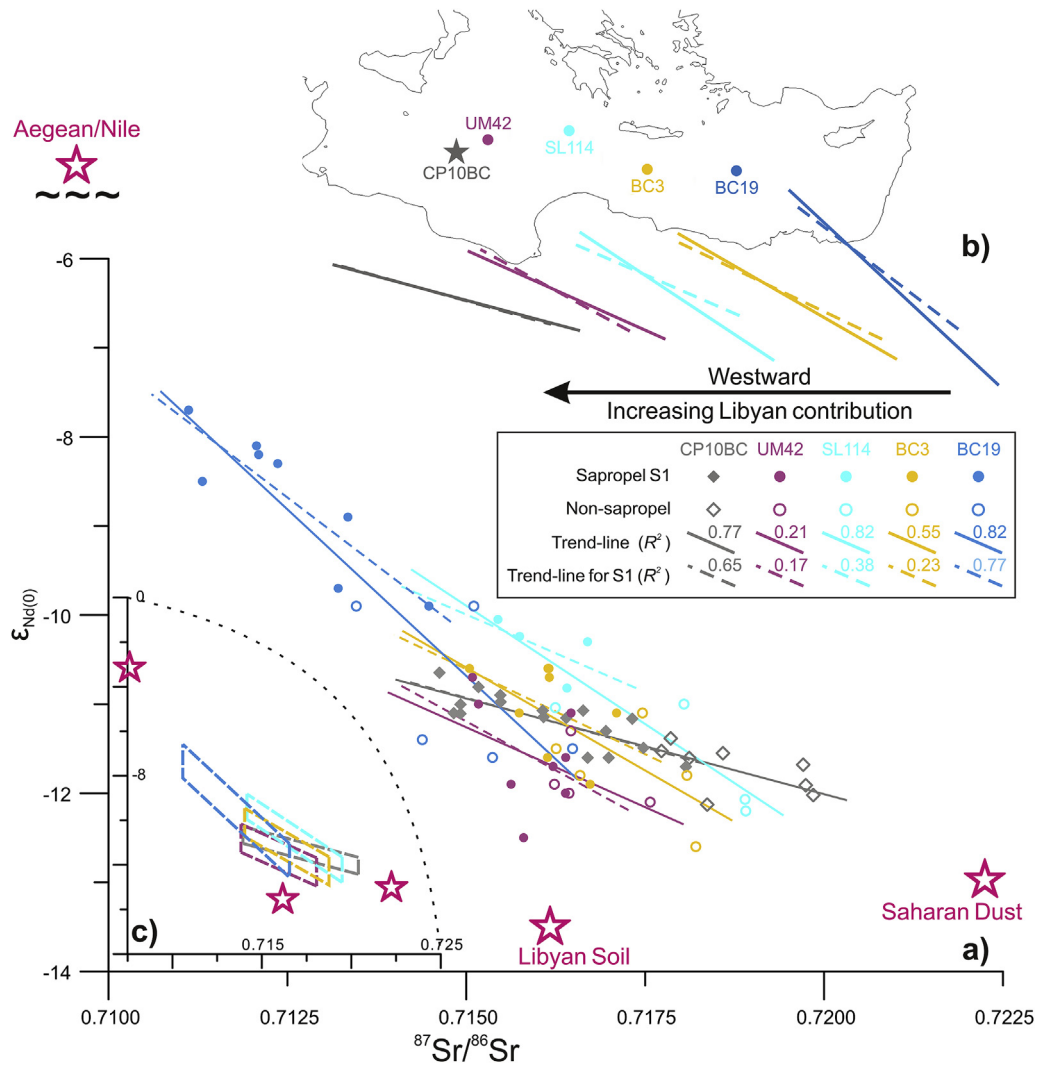 Aegean/Nile
UM42
SL114
CP10BC
BC3
BC19
b)
Westward
Increasing Libyan contribution
CP10BC UM42 SL114 BC3 BC19
Sapropel S1
Non-sapropel
Trend-line (R²) 0.77 0.21 0.82 0.55 0.82
Trend-line for S1 (R²) 0.65 0.17 0.38 0.23 0.77
-6
-8
-10
-12
-14
εNd(0)
0
-8
c)
0.715 0.725
Libyan Soil
Saharan Dust
a)
0.7100 0.7125 0.7150 0.7175 0.7200 0.7225
⁸⁷Sr/⁸⁶Sr